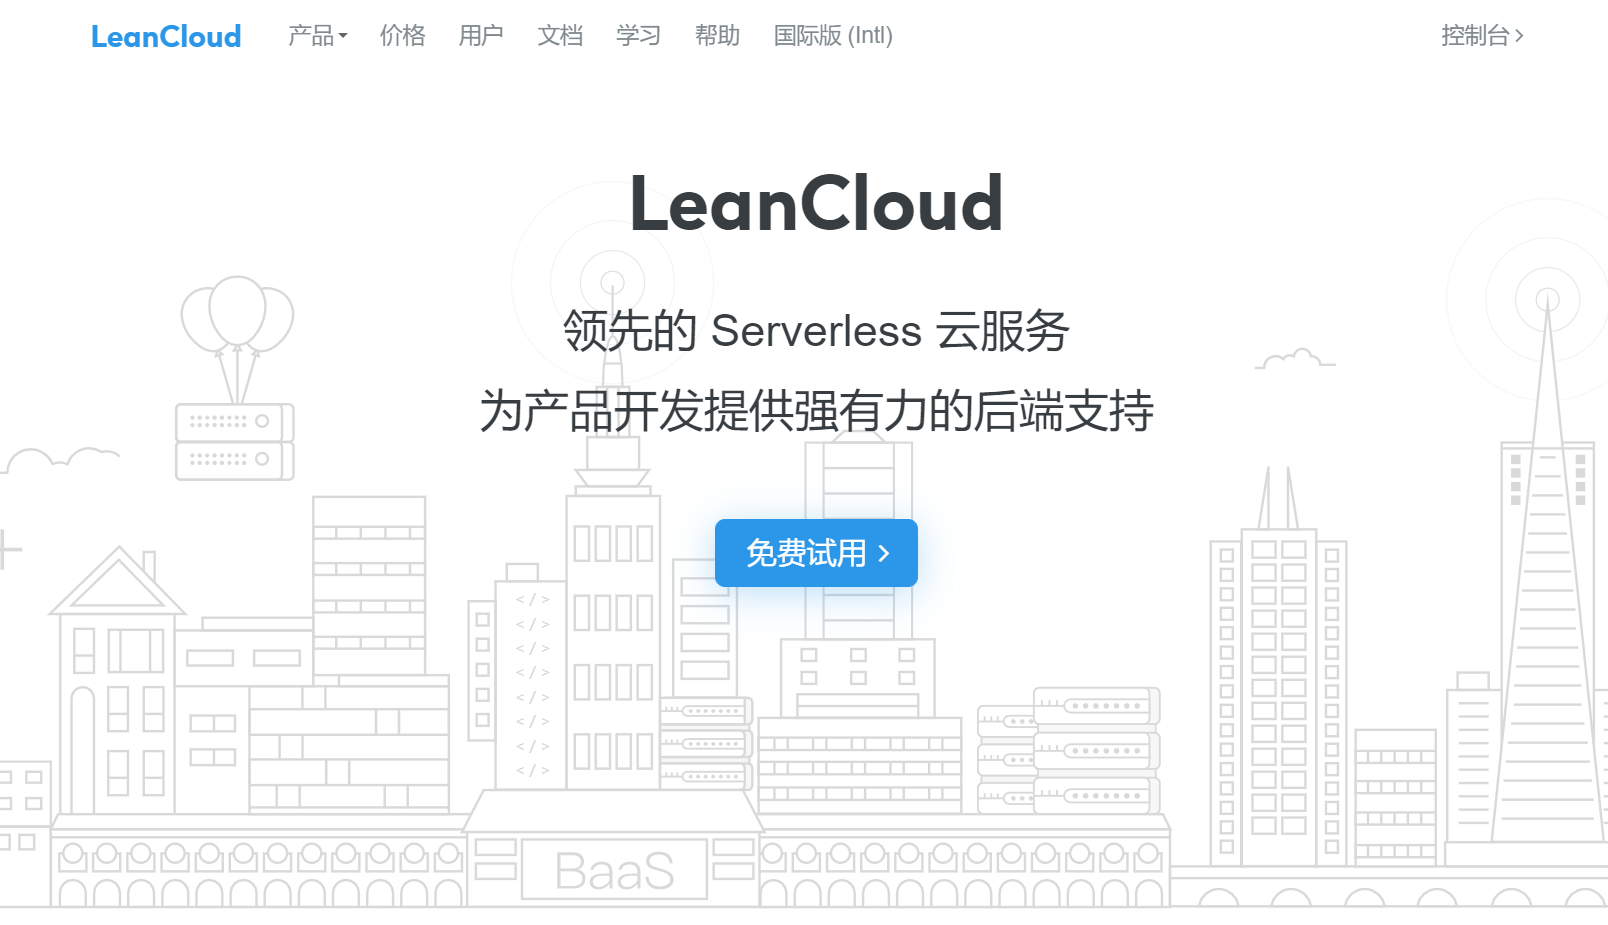 LeanCloud 产品 价格 用户 文档 学习 帮助 国际版 (Intl) 控制台
LeanCloud
领先的 Serverless 云服务
为产品开发提供强有力的后端支持
免费试用
</>
</>
</>
</>
</>
</>
</>
</>
BaaS